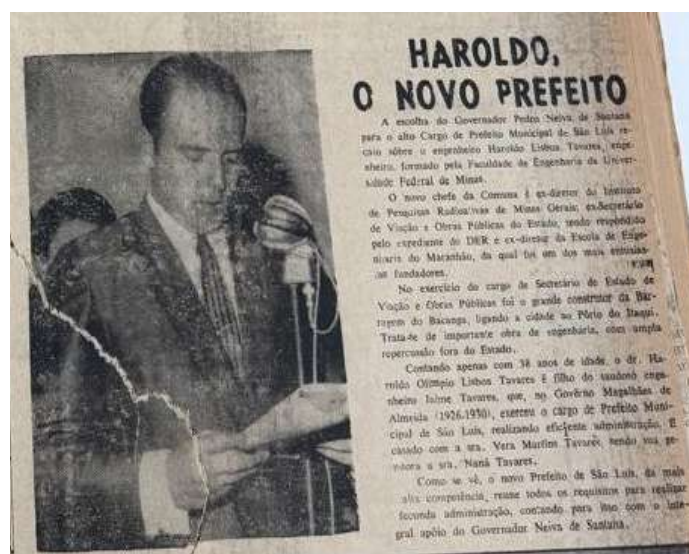 HAROLDO,
O NOVO PREFEITO
A escolha do Governador Pedro Neiva de Santana
para o alto Cargo de Prefeito Municipal de São Luís re-
caiu sôbre o engenheiro Haroldo Lisboa Tavares, enge-
nheiro, formado pela Faculdade de Engenharia da Univer-
sidade Federal de Minas.
O novo chefe da Comuna é ex-diretor do Instituto
de Pesquisas Radioativas de Minas Gerais; ex-Secretário
de Viação e Obras Públicas do Estado, tendo respondido
pelo expediente do DER e ex-diretor da Escola de Enge-
nharia do Maranhão, da qual foi um dos mais entusias-
tas fundadores.
No exercício do cargo de Secretário de Estado de
Viação e Obras Públicas foi o grande construtor da Bar-
ragem do Bacanga, ligando a cidade ao Pôrto do Itaqui.
Trata-se de importante obra de engenharia, com ampla
repercussão fora do Estado.
Contando apenas com 38 anos de idade, o dr. Ha-
roldo Olimpio Lisboa Tavares é filho do saudoso enge-
nheiro Jaime Tavares, que, no Govêrno Magalhães de
Almeida (1926-1930), exerceu o cargo de Prefeito Muni-
cipal de São Luís, realizando eficiente administração. É
casado com a sra. Vera Martins Tavares, tendo sua ge-
nitora a sra. Naná Tavares.
Como se vê, o novo Prefeito de São Luís, da mais
alta competência, reune todos os requisitos para realizar
fecunda administração, contando para isso com o inte-
gral apôio do Governador Neiva de Santana.